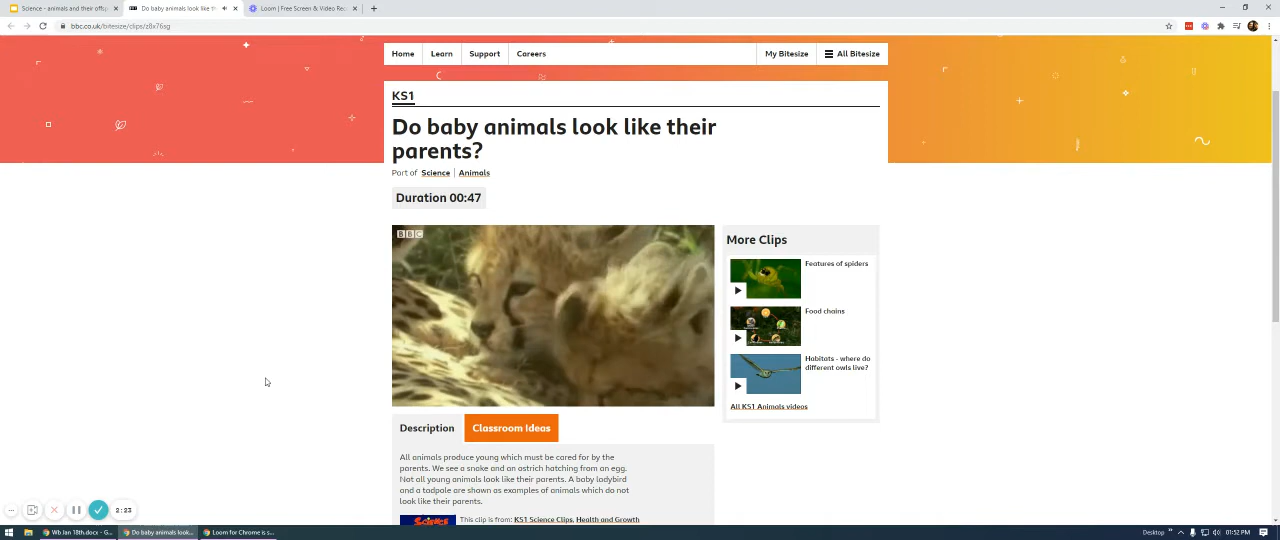 Science - animals and their offs
Do baby animals look like th
Loom | Free Screen & Video Rec
bbc.co.uk/bitesize/clips/z8x76sg
Home
Learn
Support
Careers
My Bitesize
All Bitesize
KS1
Do baby animals look like their
parents?
Part of Science | Animals
Duration 00:47
BBC
More Clips
Features of spiders
Food chains
Habitats - where do
different owls live?
All KS1 Animals videos
Description
Classroom Ideas
All animals produce young which must be cared for by the
parents. We see a snake and an ostrich hatching from an egg.
Not all young animals look like their parents. A baby ladybird
and a tadpole are shown as examples of animals which do not
look like their parents.
SCIENCE
This clip is from: KS1 Science Clips, Health and Growth
2:23
Wb Jan 18th.docx - G...
Do baby animals look...
Loom for Chrome is s...
Desktop
01:52 PM